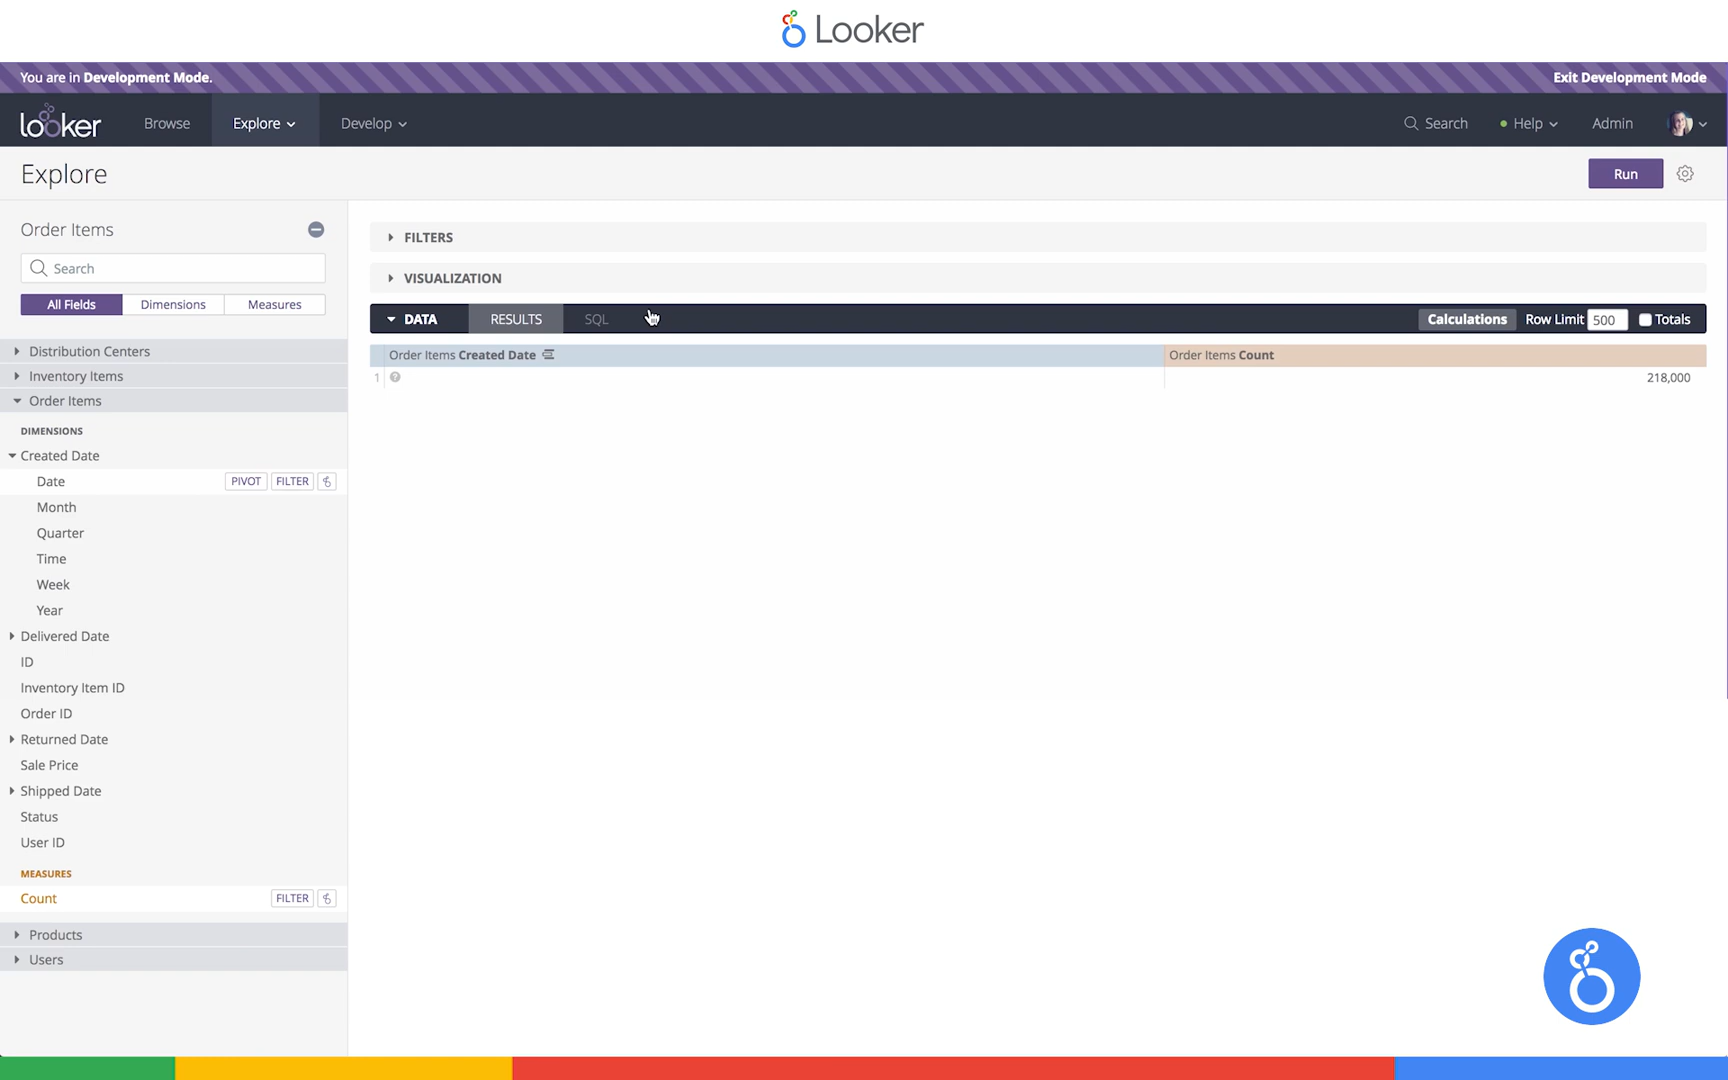 Looker
You are in Development Mode.
Exit Development Mode
looker
Browse
Explore
Develop
Search
Help
Admin
Explore
Run
Order Items
Search
All Fields
Dimensions
Measures
Distribution Centers
Inventory Items
Order Items
DIMENSIONS
Created Date
Date
PIVOT
FILTER
Month
Quarter
Time
Week
Year
Delivered Date
ID
Inventory Item ID
Order ID
Returned Date
Sale Price
Shipped Date
Status
User ID
MEASURES
Count
FILTER
Products
Users
FILTERS
VISUALIZATION
DATA
RESULTS
SQL
Calculations
Row Limit 500
Totals
Order Items Created Date
Order Items Count
1
?
218,000